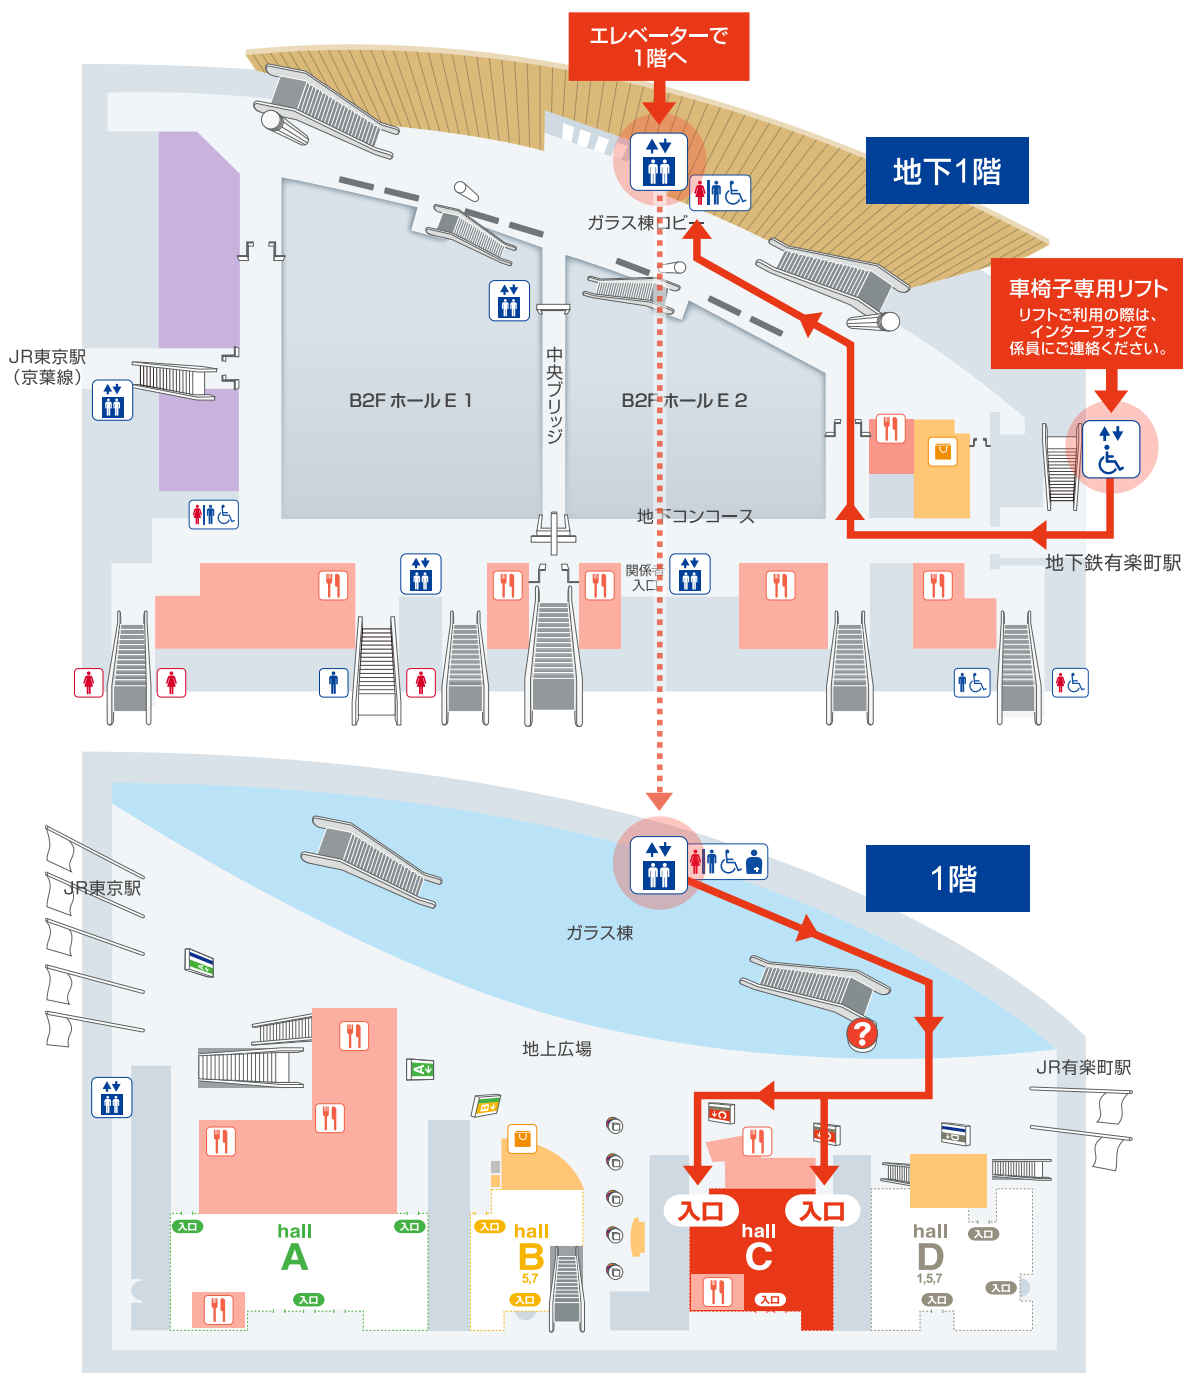 エレベーターで
1階へ
地下1階
ガラス棟ロビー
車椅子専用リフト
リフトご利用の際は、
インターフォンで
係員にご連絡ください。
JR東京駅
（京葉線）
中央ブリッジ
B2F ホール E 1
B2F ホール E 2
地下コンコース
地下鉄有楽町駅
関係者
入口
1階
JR東京駅
ガラス棟
A
?
地上広場
JR有楽町駅
A
B
C
C
D
入口
入口
入口
入口
入口
入口
hall
A
hall
B
5,7
hall
C
hall
D
1,5,7
入口
入口
入口
入口
入口
入口